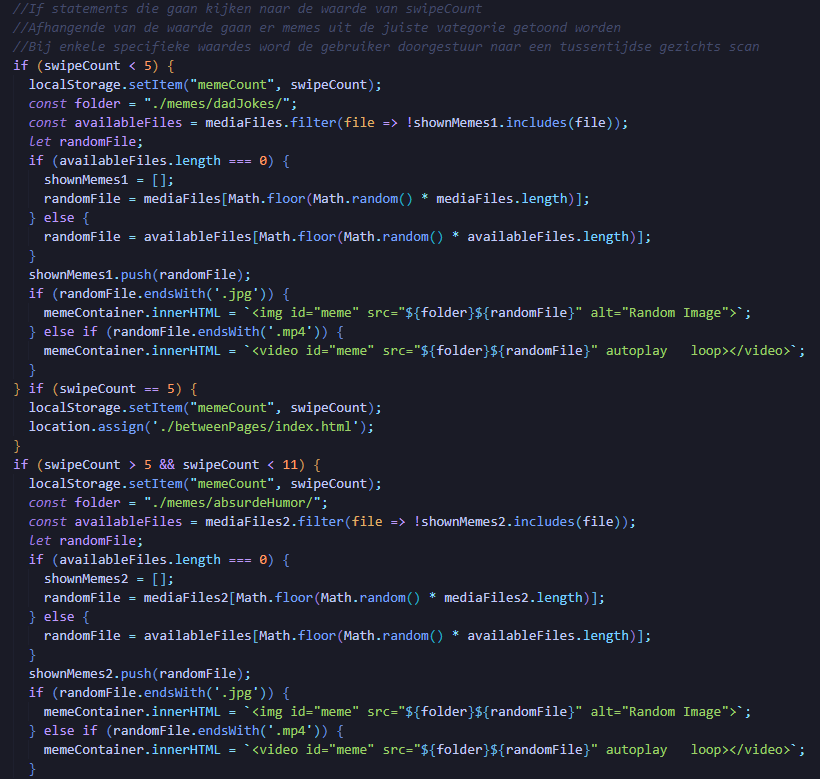 //If statements die gaan kijken naar de waarde van swipeCount
//Afhangende van de waarde gaan er memes uit de juiste vategorie getoond worden
//Bij enkele specifieke waardes word de gebruiker doorgestuur naar een tussentijdse gezichts scan
if (swipeCount < 5) {
  localStorage.setItem("memeCount", swipeCount);
  const folder = "./memes/dadJokes/";
  const availableFiles = mediaFiles.filter(file => !shownMemes1.includes(file));
  let randomFile;
  if (availableFiles.length === 0) {
    shownMemes1 = [];
    randomFile = mediaFiles[Math.floor(Math.random() * mediaFiles.length)];
  } else {
    randomFile = availableFiles[Math.floor(Math.random() * availableFiles.length)];
  }
  shownMemes1.push(randomFile);
  if (randomFile.endsWith('.jpg')) {
    memeContainer.innerHTML = `<img id="meme" src="${folder}${randomFile}" alt="Random Image">`;
  } else if (randomFile.endsWith('.mp4')) {
    memeContainer.innerHTML = `<video id="meme" src="${folder}${randomFile}" autoplay   loop></video>`;
  }
} if (swipeCount == 5) {
  localStorage.setItem("memeCount", swipeCount);
  location.assign('./betweenPages/index.html');
}
if (swipeCount > 5 && swipeCount < 11) {
  localStorage.setItem("memeCount", swipeCount);
  const folder = "./memes/absurdeHumor/";
  const availableFiles = mediaFiles2.filter(file => !shownMemes2.includes(file));
  let randomFile;
  if (availableFiles.length === 0) {
    shownMemes2 = [];
    randomFile = mediaFiles2[Math.floor(Math.random() * mediaFiles2.length)];
  } else {
    randomFile = availableFiles[Math.floor(Math.random() * availableFiles.length)];
  }
  shownMemes2.push(randomFile);
  if (randomFile.endsWith('.jpg')) {
    memeContainer.innerHTML = `<img id="meme" src="${folder}${randomFile}" alt="Random Image">`;
  } else if (randomFile.endsWith('.mp4')) {
    memeContainer.innerHTML = `<video id="meme" src="${folder}${randomFile}" autoplay   loop></video>`;
  }